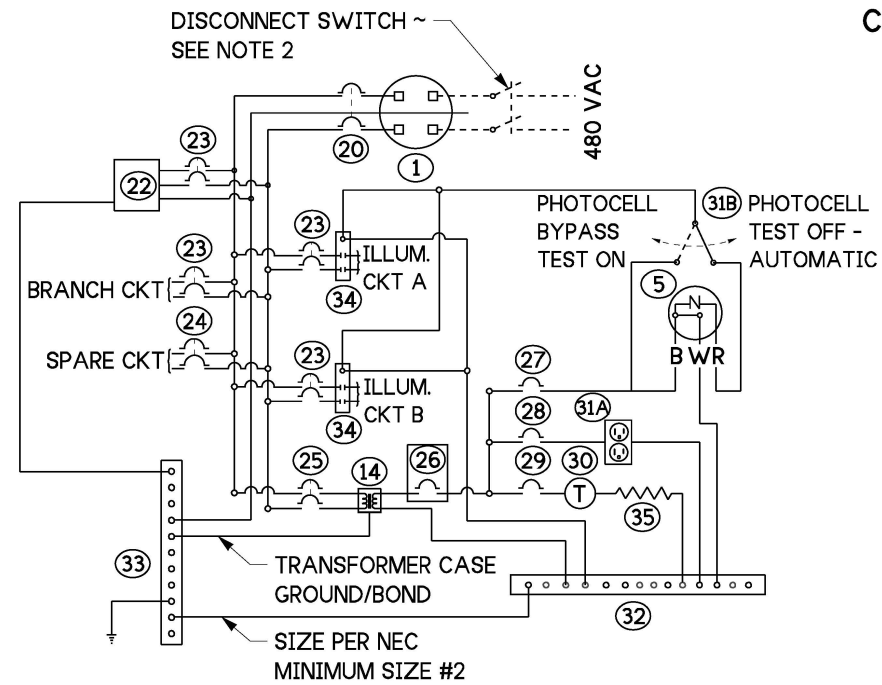 C
DISCONNECT SWITCH ~
SEE NOTE 2
480 VAC
20
1
23
22
PHOTOCELL
BYPASS
TEST ON
31B
PHOTOCELL
TEST OFF -
AUTOMATIC
23
ILLUM.
CKT A
34
23
BRANCH CKT
5
N
B W R
24
SPARE CKT
23
ILLUM.
CKT B
34
27
28
31A
25
14
26
29
30
T
35
33
TRANSFORMER CASE
GROUND/BOND
32
SIZE PER NEC
MINIMUM SIZE #2